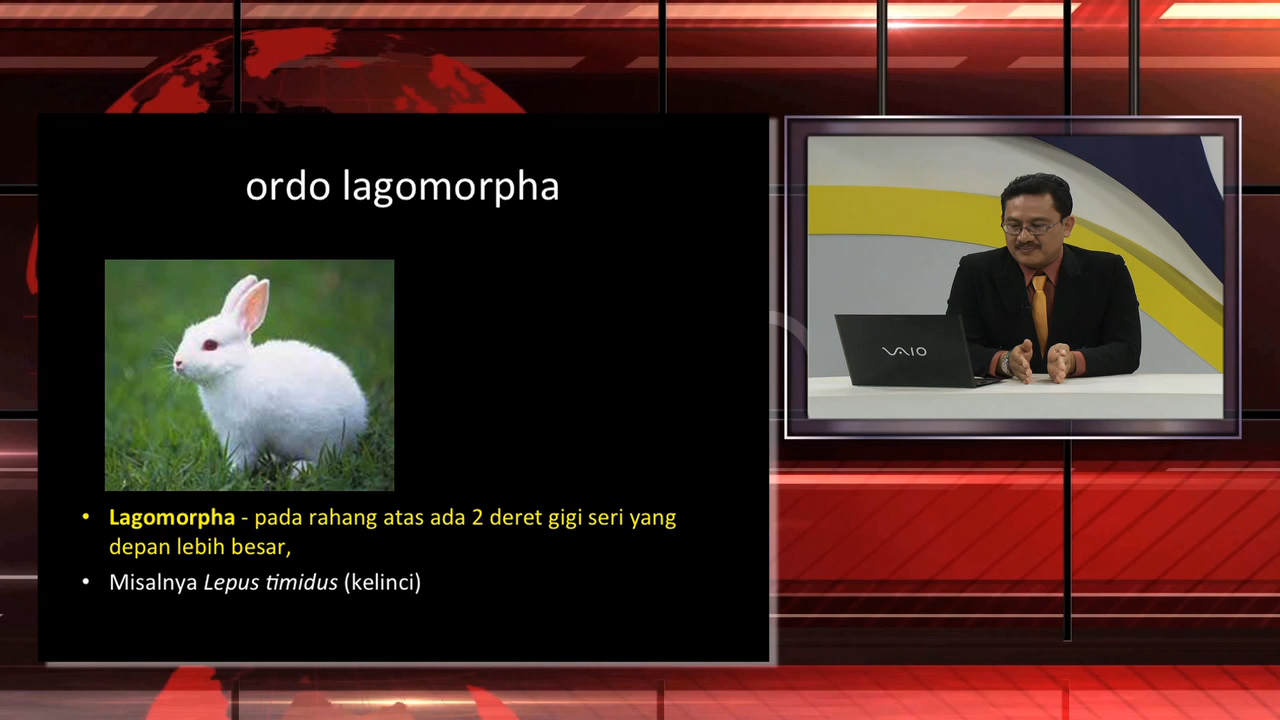 ordo lagomorpha
VAIO
• Lagomorpha - pada rahang atas ada 2 deret gigi seri yang
depan lebih besar,
• Misalnya Lepus timidus (kelinci)